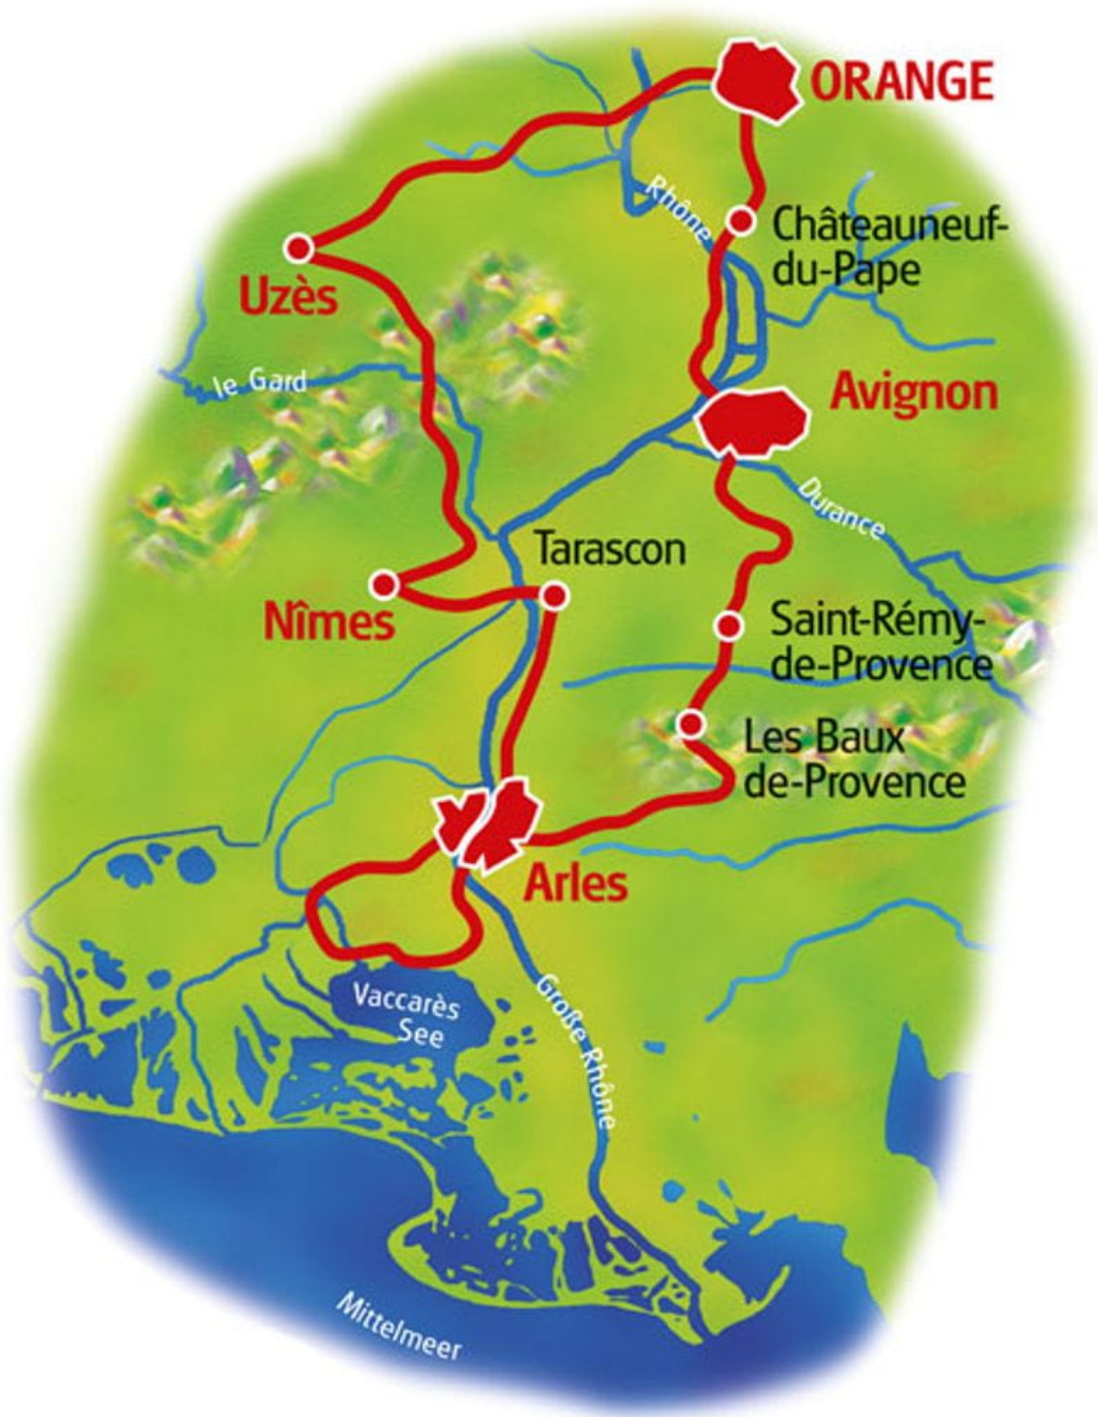 ORANGE
Rhône
Châteauneuf-
du-Pape
Uzès
le Gard
Avignon
Durance
Tarascon
Nîmes
Saint-Rémy-
de-Provence
Les Baux
de-Provence
Arles
Vaccarès
See
Große Rhône
Mittelmeer